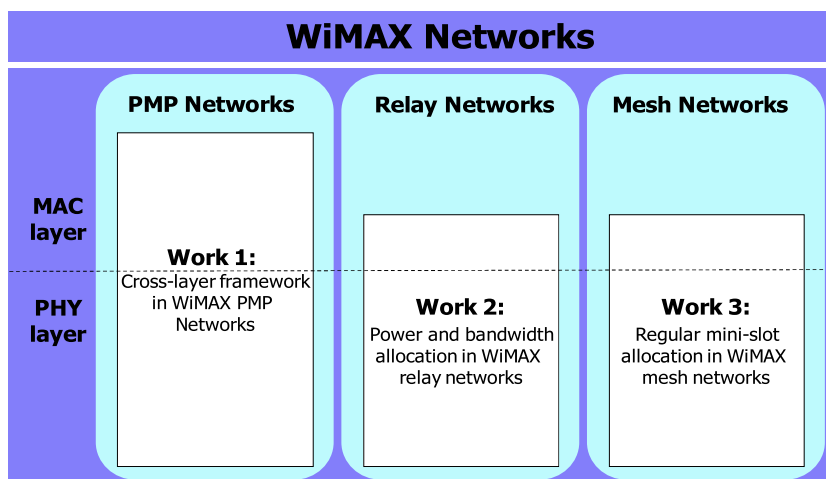 WiMAX Networks
PMP Networks
Relay Networks
Mesh Networks
MAC
layer
PHY
layer
Work 1:
Cross-layer framework
in WiMAX PMP
Networks
Work 2:
Power and bandwidth
allocation in WiMAX
relay networks
Work 3:
Regular mini-slot
allocation in WiMAX
mesh networks